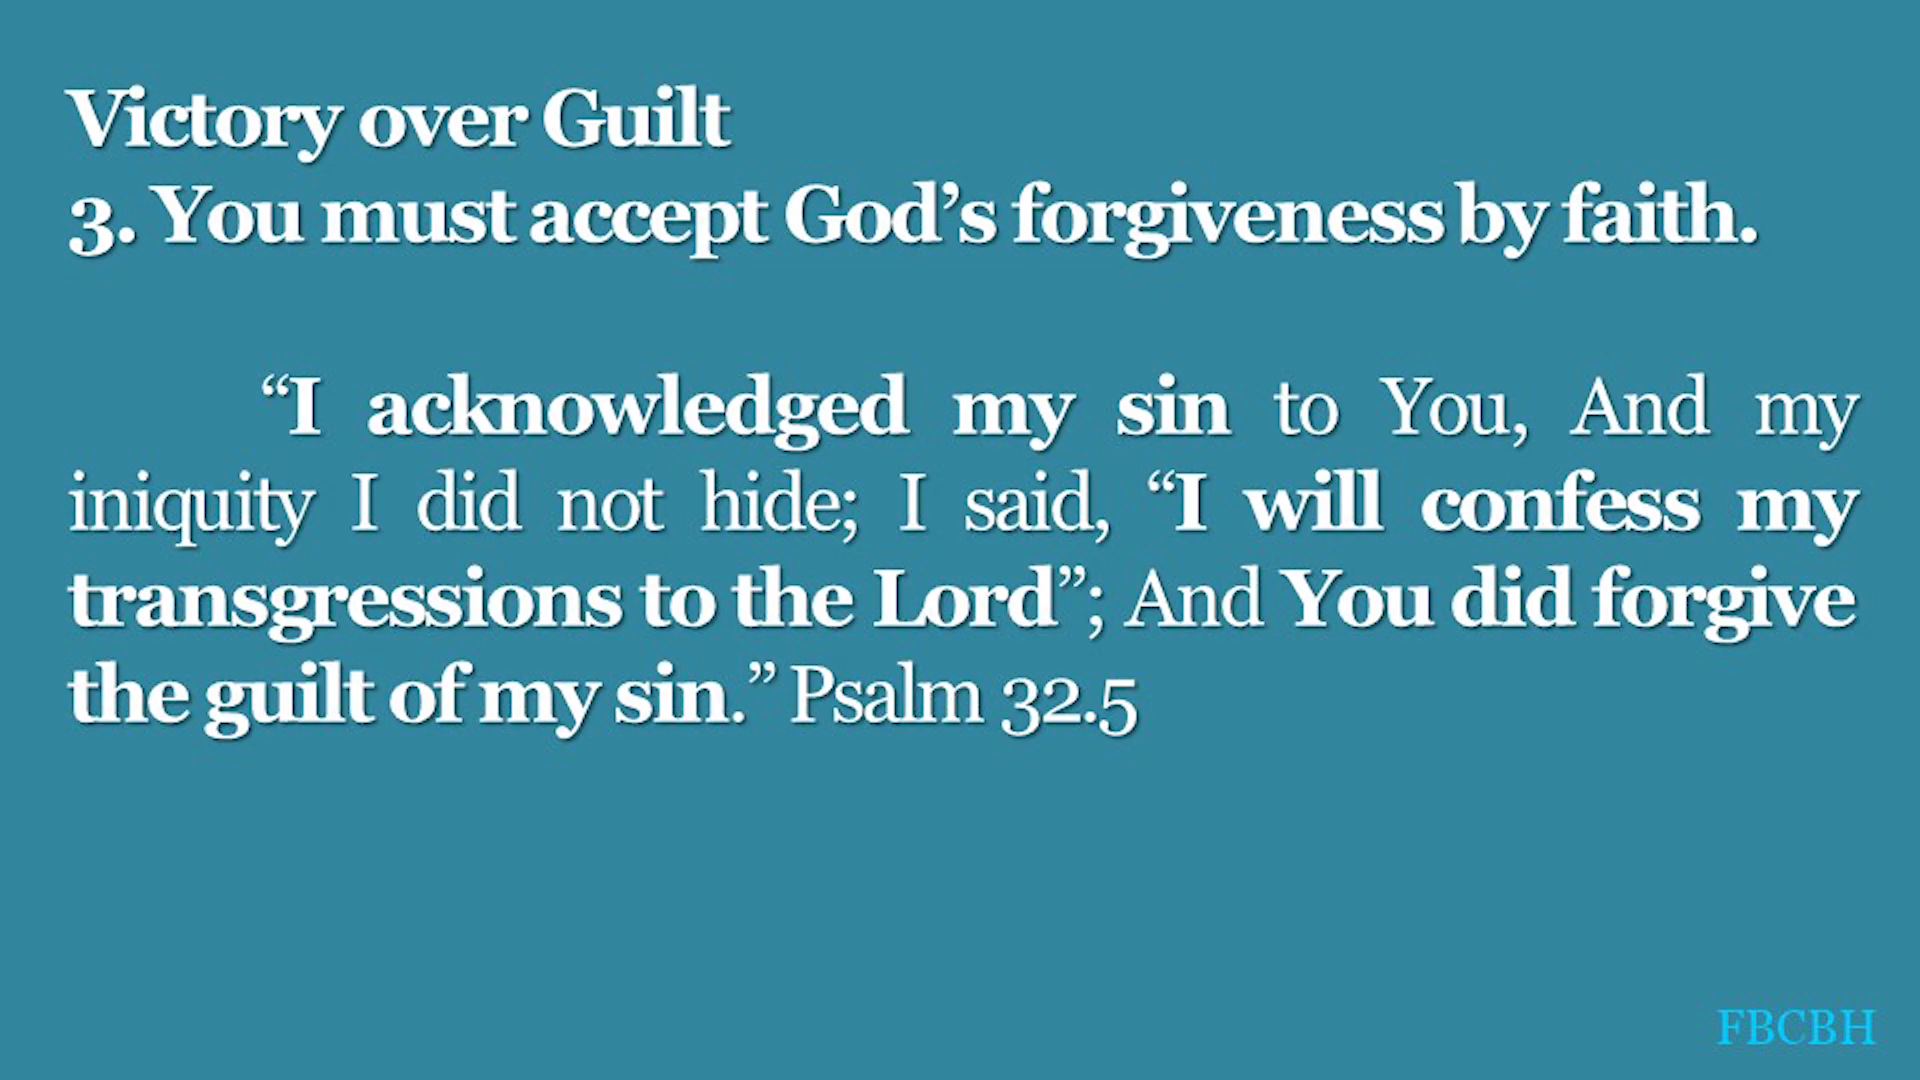 Victory over Guilt
3. You must accept God’s forgiveness by faith.
“I acknowledged my sin to You, And my
iniquity I did not hide; I said, “I will confess my
transgressions to the Lord”; And You did forgive
the guilt of my sin.” Psalm 32.5
FBCBH